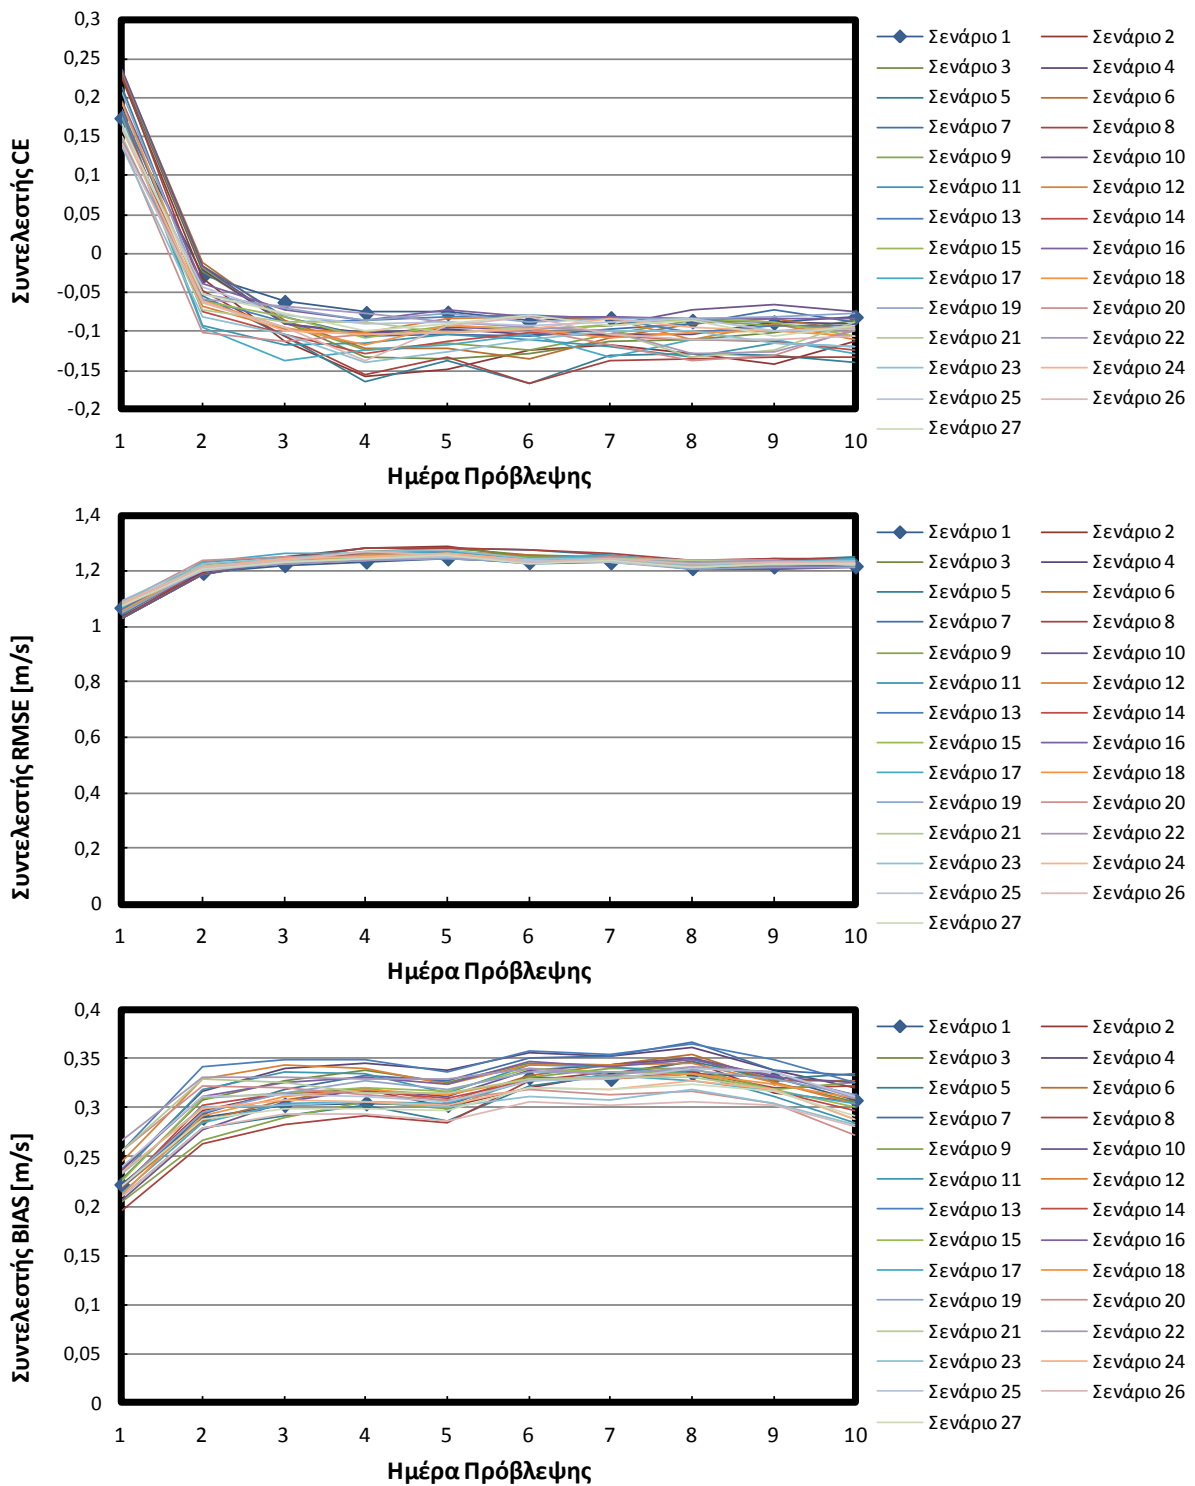 0,3
0,25
0,2
0,15
0,1
0,05
0
-0,05
-0,1
-0,15
-0,2
Συντελεστής CE
1 2 3 4 5 6 7 8 9 10
Ημέρα Πρόβλεψης
Σενάριο 1 Σενάριο 2
Σενάριο 3 Σενάριο 4
Σενάριο 5 Σενάριο 6
Σενάριο 7 Σενάριο 8
Σενάριο 9 Σενάριο 10
Σενάριο 11 Σενάριο 12
Σενάριο 13 Σενάριο 14
Σενάριο 15 Σενάριο 16
Σενάριο 17 Σενάριο 18
Σενάριο 19 Σενάριο 20
Σενάριο 21 Σενάριο 22
Σενάριο 23 Σενάριο 24
Σενάριο 25 Σενάριο 26
Σενάριο 27
1,4
1,2
1
0,8
0,6
0,4
0,2
0
Συντελεστής RMSE [m/s]
1 2 3 4 5 6 7 8 9 10
Ημέρα Πρόβλεψης
Σενάριο 1 Σενάριο 2
Σενάριο 3 Σενάριο 4
Σενάριο 5 Σενάριο 6
Σενάριο 7 Σενάριο 8
Σενάριο 9 Σενάριο 10
Σενάριο 11 Σενάριο 12
Σενάριο 13 Σενάριο 14
Σενάριο 15 Σενάριο 16
Σενάριο 17 Σενάριο 18
Σενάριο 19 Σενάριο 20
Σενάριο 21 Σενάριο 22
Σενάριο 23 Σενάριο 24
Σενάριο 25 Σενάριο 26
Σενάριο 27
0,4
0,35
0,3
0,25
0,2
0,15
0,1
0,05
0
Συντελεστής BIAS [m/s]
1 2 3 4 5 6 7 8 9 10
Ημέρα Πρόβλεψης
Σενάριο 1 Σενάριο 2
Σενάριο 3 Σενάριο 4
Σενάριο 5 Σενάριο 6
Σενάριο 7 Σενάριο 8
Σενάριο 9 Σενάριο 10
Σενάριο 11 Σενάριο 12
Σενάριο 13 Σενάριο 14
Σενάριο 15 Σενάριο 16
Σενάριο 17 Σενάριο 18
Σενάριο 19 Σενάριο 20
Σενάριο 21 Σενάριο 22
Σενάριο 23 Σενάριο 24
Σενάριο 25 Σενάριο 26
Σενάριο 27